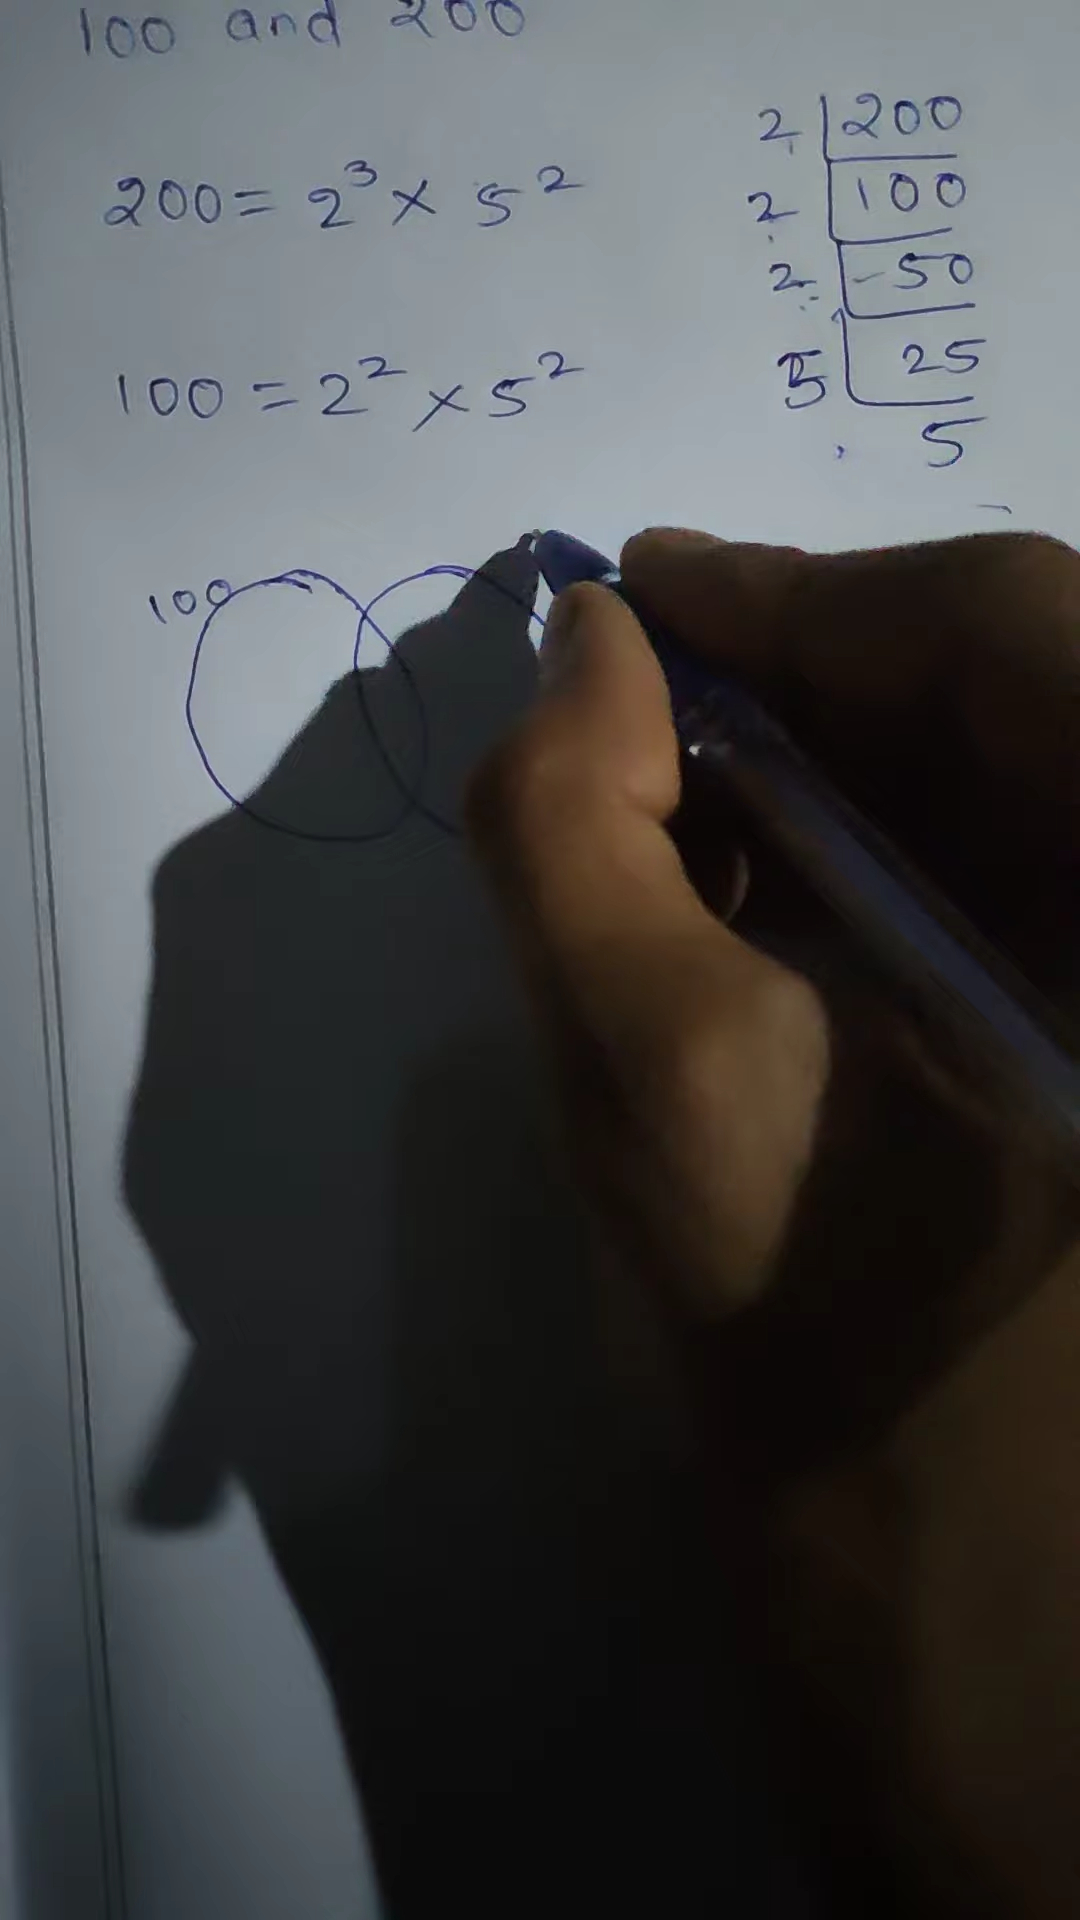 100 and 200
200 = 2³ × 5²
100 = 2² × 5²
2 | 200
2 | 100
2 | 50
5 | 25
5
100